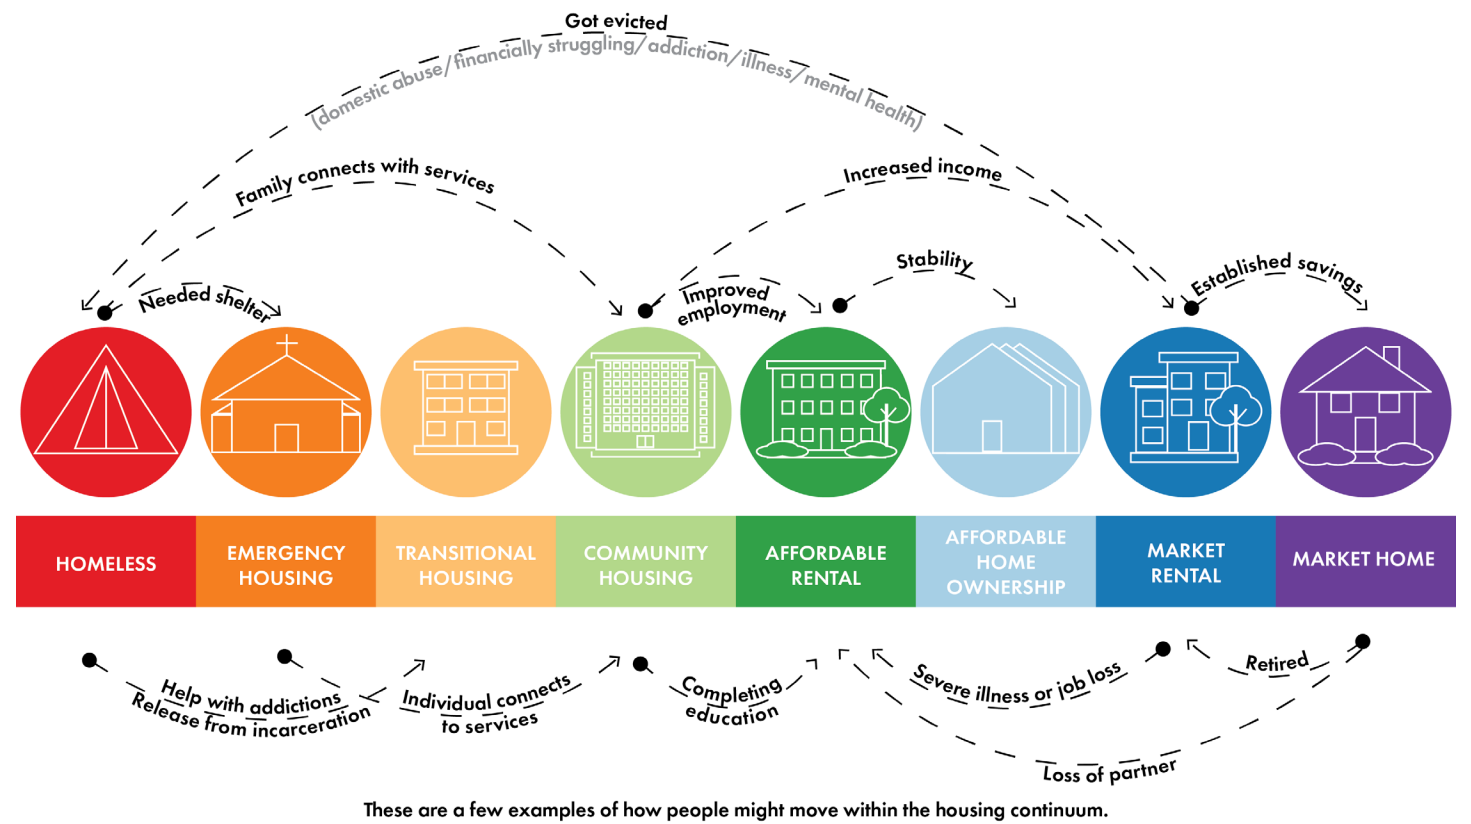 Got evicted
(domestic abuse/financially struggling/addiction/illness/mental health)
Family connects with services
Increased income
Needed shelter
Improved
employment
Stability
Established savings
HOMELESS
EMERGENCY
HOUSING
TRANSITIONAL
HOUSING
COMMUNITY
HOUSING
AFFORDABLE
RENTAL
AFFORDABLE
HOME
OWNERSHIP
MARKET
RENTAL
MARKET HOME
Help with addictions
Release from incarceration
Individual connects
to services
Completing
education
Severe illness or job loss
Retired
Loss of partner
These are a few examples of how people might move within the housing continuum.